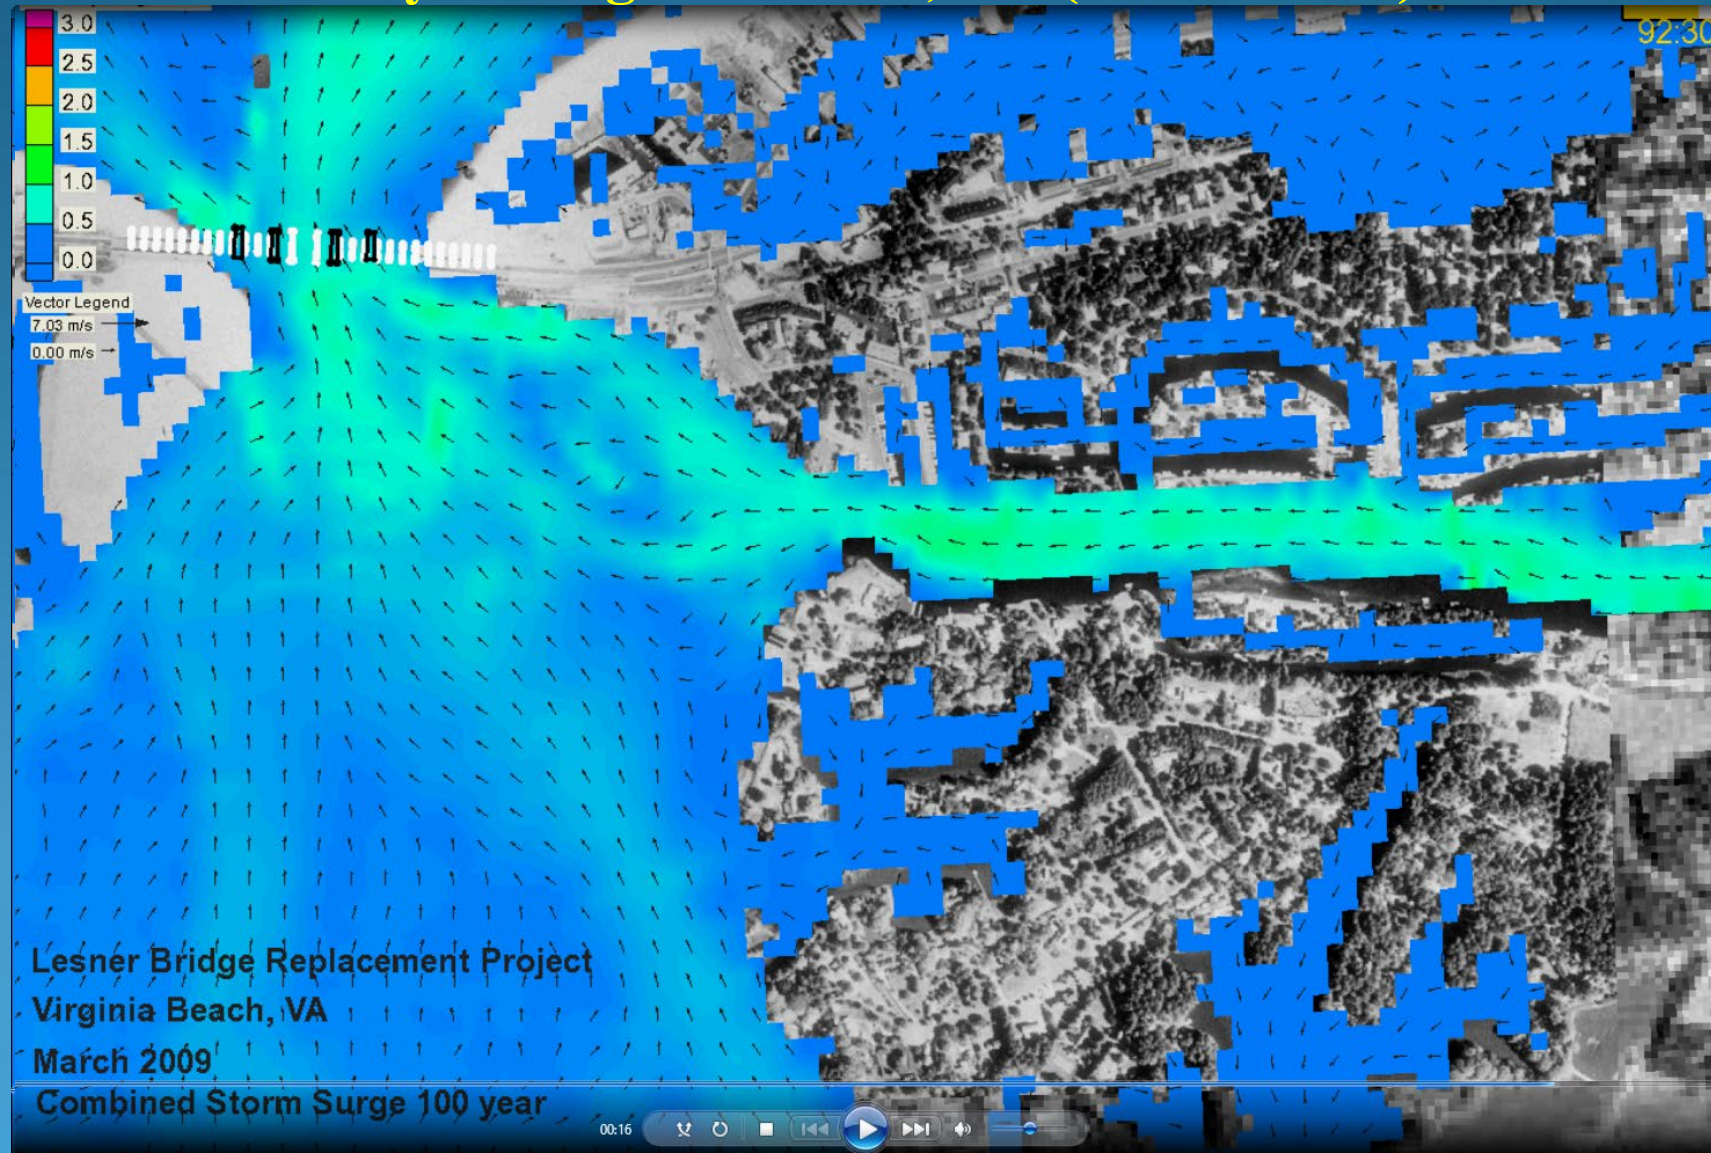 92:30
3.0
2.5
2.0
1.5
1.0
0.5
0.0
Vector Legend
7.03 m/s
0.00 m/s
Lesner Bridge Replacement Project
Virginia Beach, VA
March 2009
Combined Storm Surge 100 year
00:16